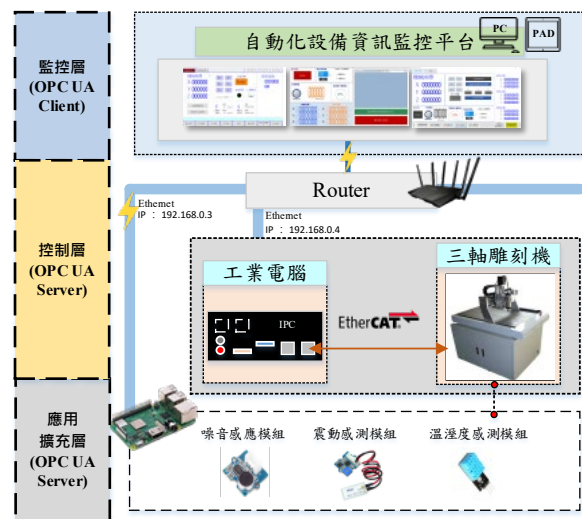 監控層
(OPC UA
Client)
自動化設備資訊監控平台
PC
PAD
控制層
(OPC UA
Server)
Router
Ethernet
IP ： 192.168.0.3
Ethernet
IP ： 192.168.0.4
工業電腦
IPC
EtherCAT
三軸雕刻機
應用
擴充層
(OPC UA
Server)
噪音感應模組
震動感測模組
溫溼度感測模組